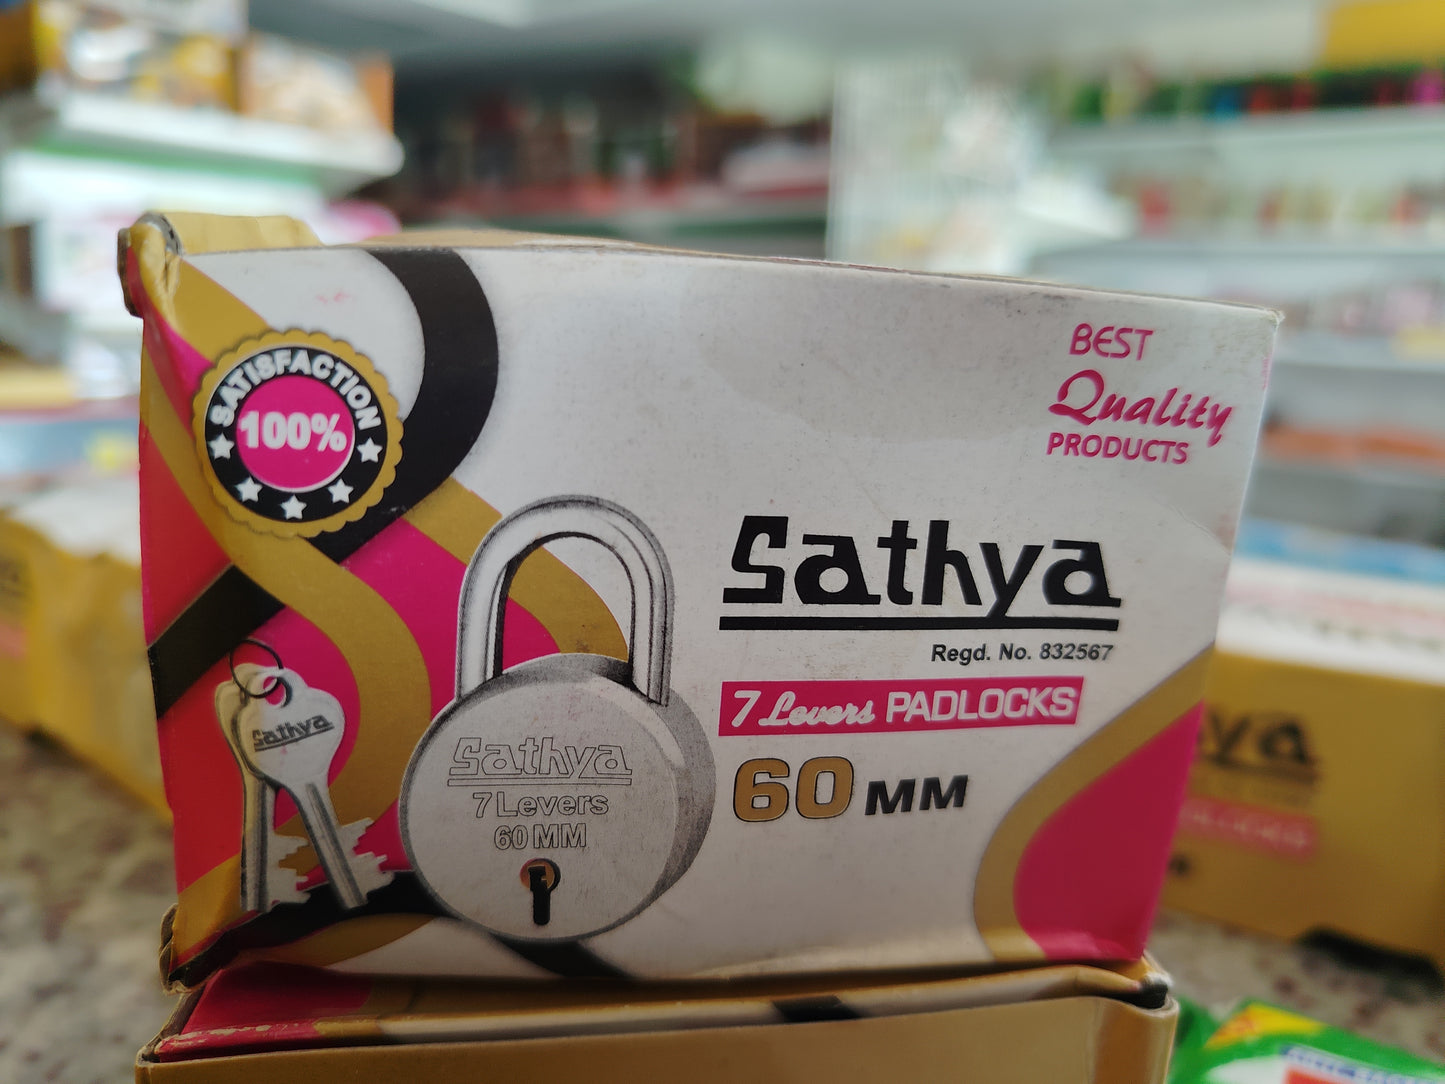 SATISFACTION
100%
BEST
Quality
PRODUCTS
Sathya
Regd. No. 832567
7 Levers PADLOCKS
60 MM
Sathya
Sathya
7 Levers
60 MM